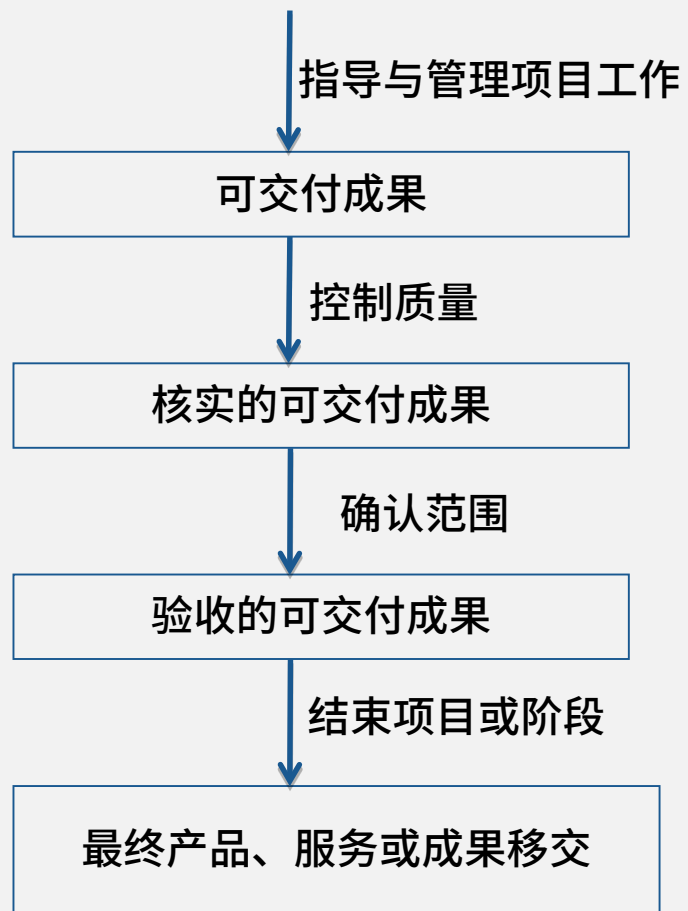 指导与管理项目工作
可交付成果
控制质量
核实的可交付成果
确认范围
验收的可交付成果
结束项目或阶段
最终产品、服务或成果移交